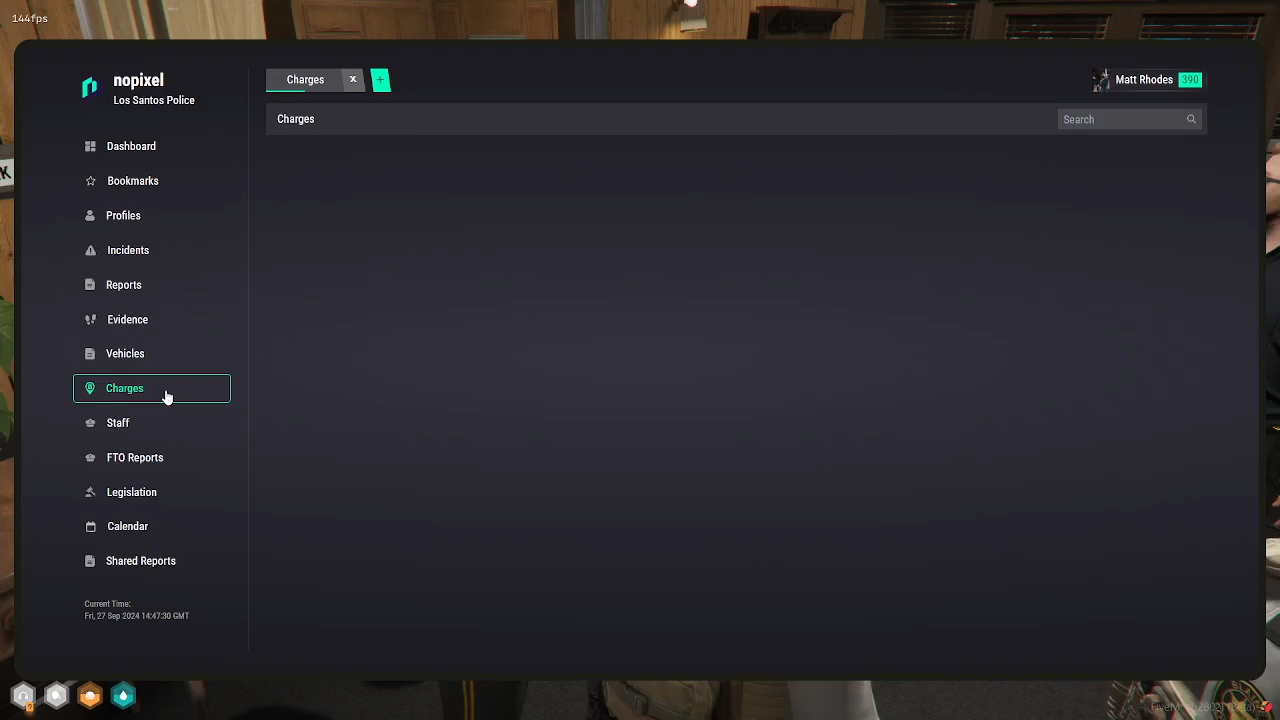 144fps
nopixel
Los Santos Police
Charges x +
Matt Rhodes 390
Charges
Search
Dashboard
Bookmarks
Profiles
Incidents
Reports
Evidence
Vehicles
Charges
Staff
FTO Reports
Legislation
Calendar
Shared Reports
Current Time:
Fri, 27 Sep 2024 14:47:30 GMT
K